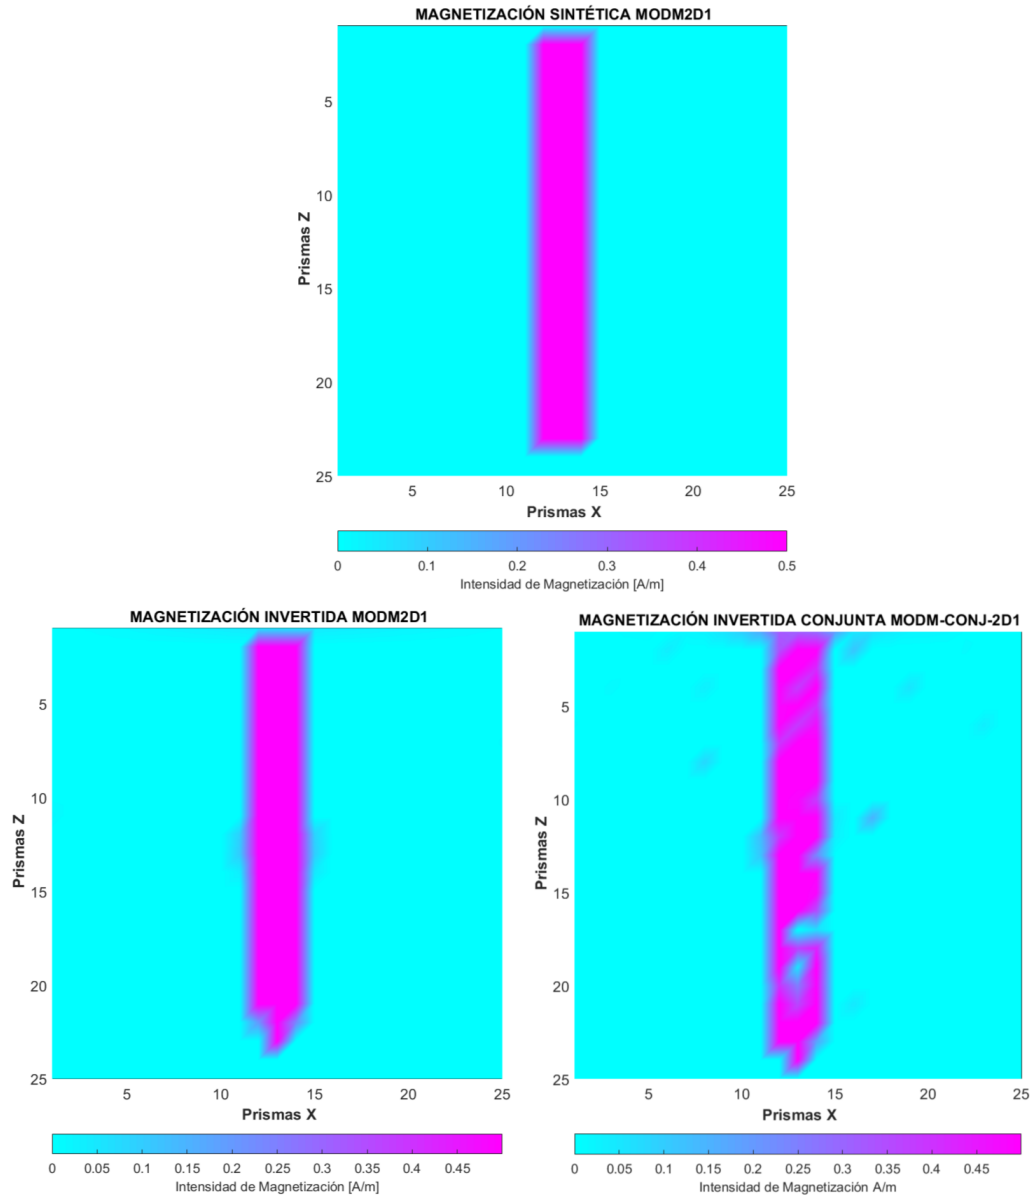 MAGNETIZACIÓN SINTÉTICA MODM2D1
Prismas Z
5
10
15
20
25
5 10 15 20 25
Prismas X
0 0.1 0.2 0.3 0.4 0.5
Intensidad de Magnetización [A/m]
MAGNETIZACIÓN INVERTIDA MODM2D1
Prismas Z
5
10
15
20
25
5 10 15 20 25
Prismas X
0 0.05 0.1 0.15 0.2 0.25 0.3 0.35 0.4 0.45
Intensidad de Magnetización [A/m]
MAGNETIZACIÓN INVERTIDA CONJUNTA MODM-CONJ-2D1
Prismas Z
5
10
15
20
25
5 10 15 20 25
Prismas X
0 0.05 0.1 0.15 0.2 0.25 0.3 0.35 0.4 0.45
Intensidad de Magnetización A/m